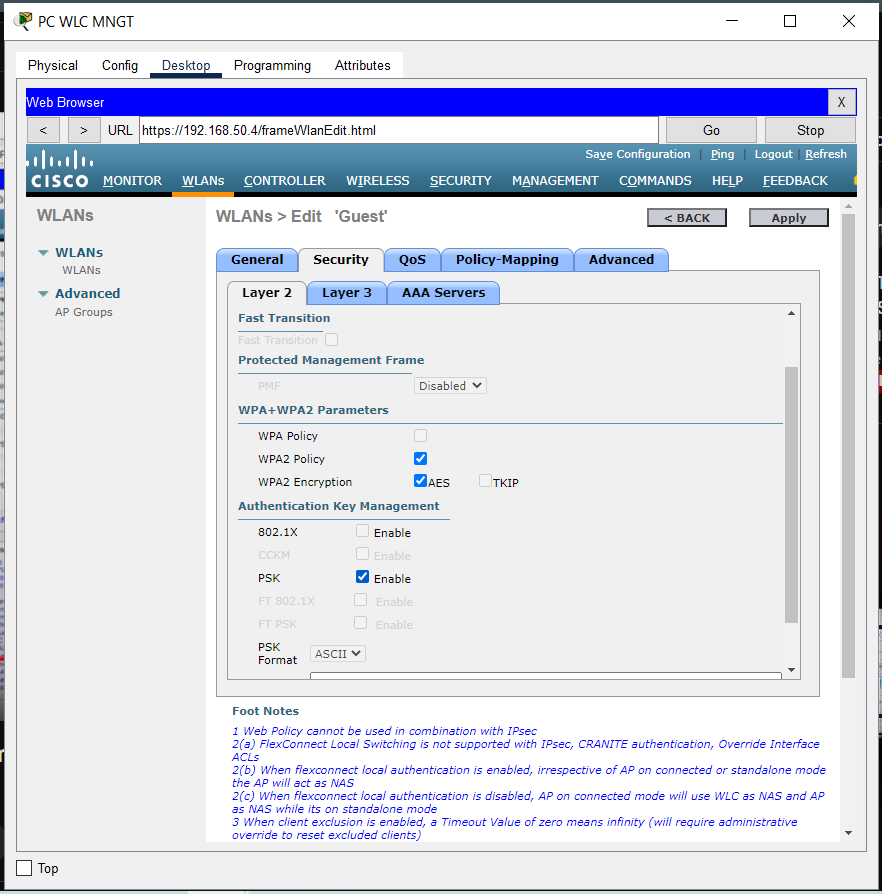 PC WLC MNGT
Physical Config Desktop Programming Attributes
Web Browser X
< > URL https://192.168.50.4/frameWlanEdit.html Go Stop
Save Configuration | Ping | Logout | Refresh
CISCO MONITOR WLANs CONTROLLER WIRELESS SECURITY MANAGEMENT COMMANDS HELP FEEDBACK
WLANs
WLANs > Edit 'Guest'
< BACK Apply
WLANs
WLANs
Advanced
AP Groups
General Security QoS Policy-Mapping Advanced
Layer 2 Layer 3 AAA Servers
Fast Transition
Fast Transition
Protected Management Frame
PMF Disabled
WPA+WPA2 Parameters
WPA Policy
WPA2 Policy
WPA2 Encryption AES TKIP
Authentication Key Management
802.1X Enable
CCKM Enable
PSK Enable
FT 802.1X Enable
FT PSK Enable
PSK
Format ASCII
Foot Notes
1 Web Policy cannot be used in combination with IPsec
2(a) FlexConnect Local Switching is not supported with IPsec, CRANITE authentication, Override Interface
ACLs
2(b) When flexconnect local authentication is enabled, irrespective of AP on connected or standalone mode
the AP will act as NAS
2(c) When flexconnect local authentication is disabled, AP on connected mode will use WLC as NAS and AP
as NAS while its on standalone mode
3 When client exclusion is enabled, a Timeout Value of zero means infinity (will require administrative
override to reset excluded clients)
Top